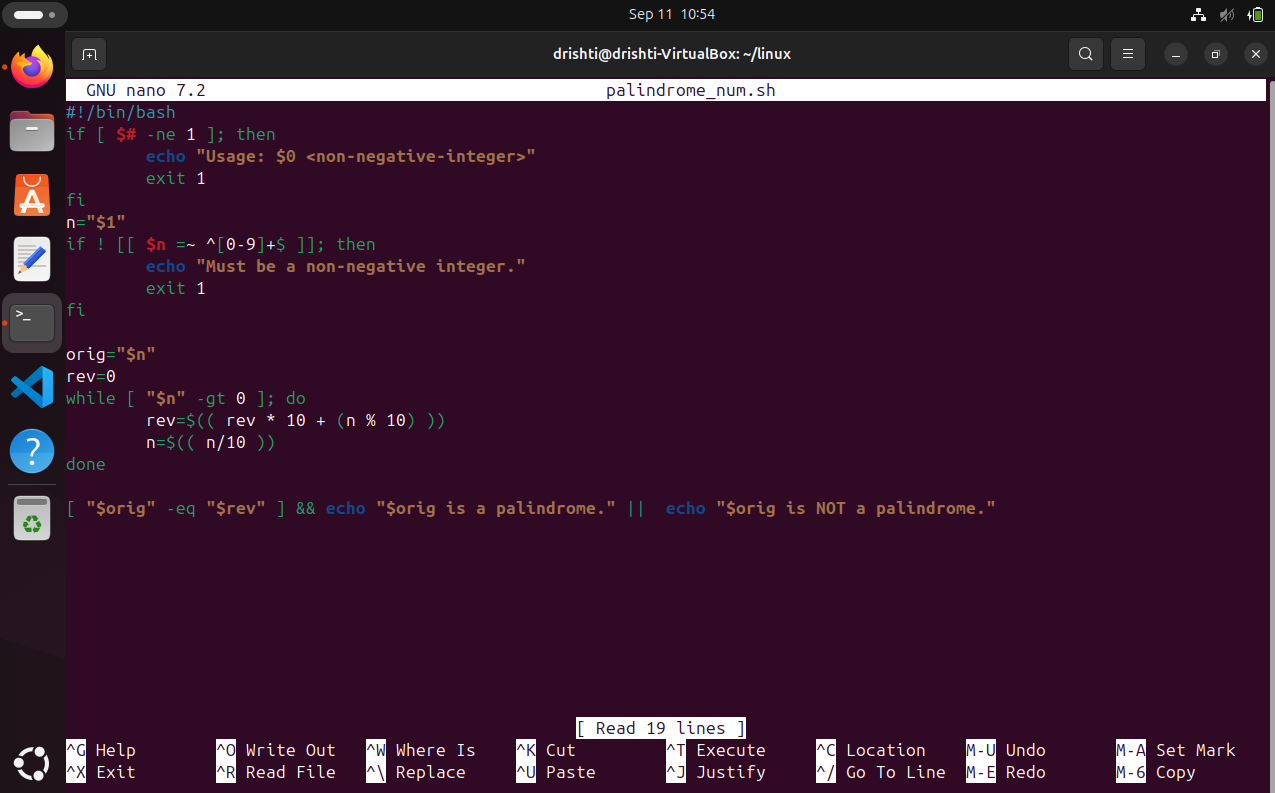 Sep 11 10:54
drishti@drishti-VirtualBox: ~/linux
GNU nano 7.2 palindrome_num.sh
#!/bin/bash
if [ $# -ne 1 ]; then
        echo "Usage: $0 <non-negative-integer>"
        exit 1
fi
n="$1"
if ! [[ $n =~ ^[0-9]+$ ]]; then
        echo "Must be a non-negative integer."
        exit 1
fi

orig="$n"
rev=0
while [ "$n" -gt 0 ]; do
        rev=$(( rev * 10 + (n % 10) ))
        n=$(( n/10 ))
done

[ "$orig" -eq "$rev" ] && echo "$orig is a palindrome." ||  echo "$orig is NOT a palindrome."
[ Read 19 lines ]
^G Help ^O Write Out ^W Where Is ^K Cut ^T Execute ^C Location M-U Undo M-A Set Mark
^X Exit ^R Read File ^\ Replace ^U Paste ^J Justify ^/ Go To Line M-E Redo M-6 Copy